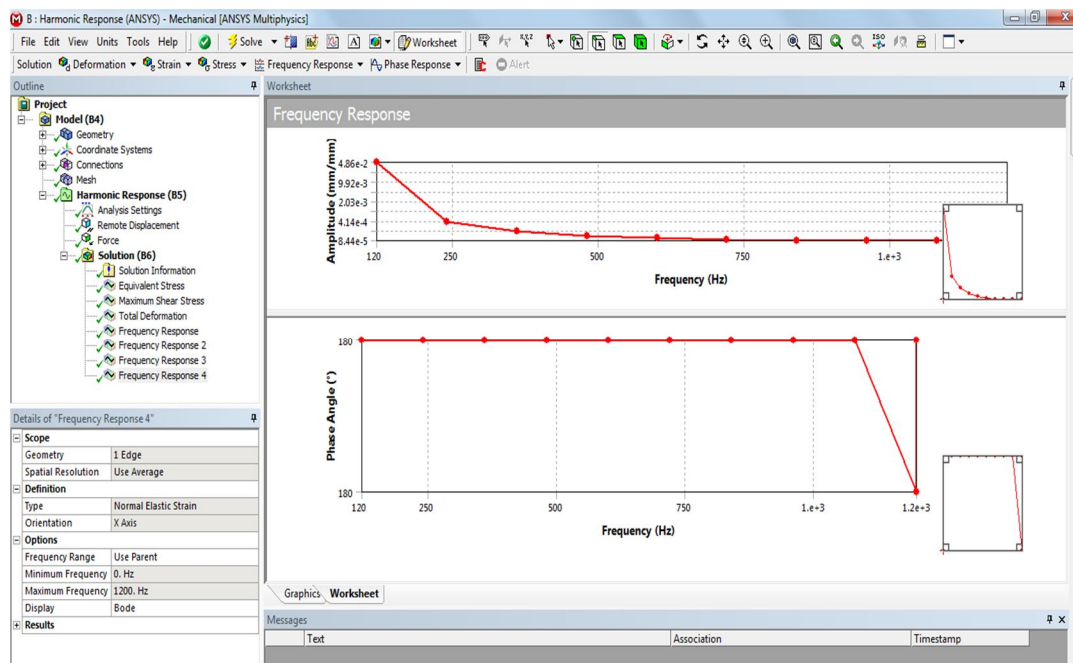 B : Harmonic Response (ANSYS) - Mechanical [ANSYS Multiphysics]
File Edit View Units Tools Help Solve Worksheet
Solution Deformation Strain Stress Frequency Response Phase Response Alert
Outline
Project
Model (B4)
Geometry
Coordinate Systems
Connections
Mesh
Harmonic Response (B5)
Analysis Settings
Remote Displacement
Force
Solution (B6)
Solution Information
Equivalent Stress
Maximum Shear Stress
Total Deformation
Frequency Response
Frequency Response 2
Frequency Response 3
Frequency Response 4
Details of "Frequency Response 4"
Scope
Geometry 1 Edge
Spatial Resolution Use Average
Definition
Type Normal Elastic Strain
Orientation X Axis
Options
Frequency Range Use Parent
Minimum Frequency 0. Hz
Maximum Frequency 1200. Hz
Display Bode
Results
Worksheet
Frequency Response
Amplitude (mm/mm)
4.86e-2
9.92e-3
2.03e-3
4.14e-4
8.44e-5
120 250 500 750 1.e+3
Frequency (Hz)
Phase Angle (°)
180
180
120 250 500 750 1.e+3 1.2e+3
Frequency (Hz)
Graphics Worksheet
Messages
Text Association Timestamp